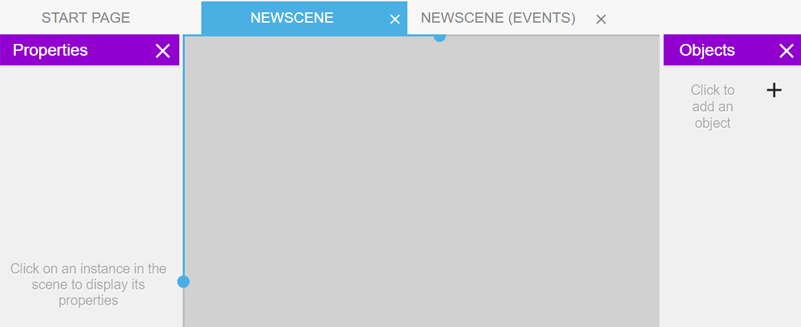 START PAGE
NEWSCENE
NEWSCENE (EVENTS)
Properties
Objects
Click to
add an
object
Click on an instance in the
scene to display its
properties